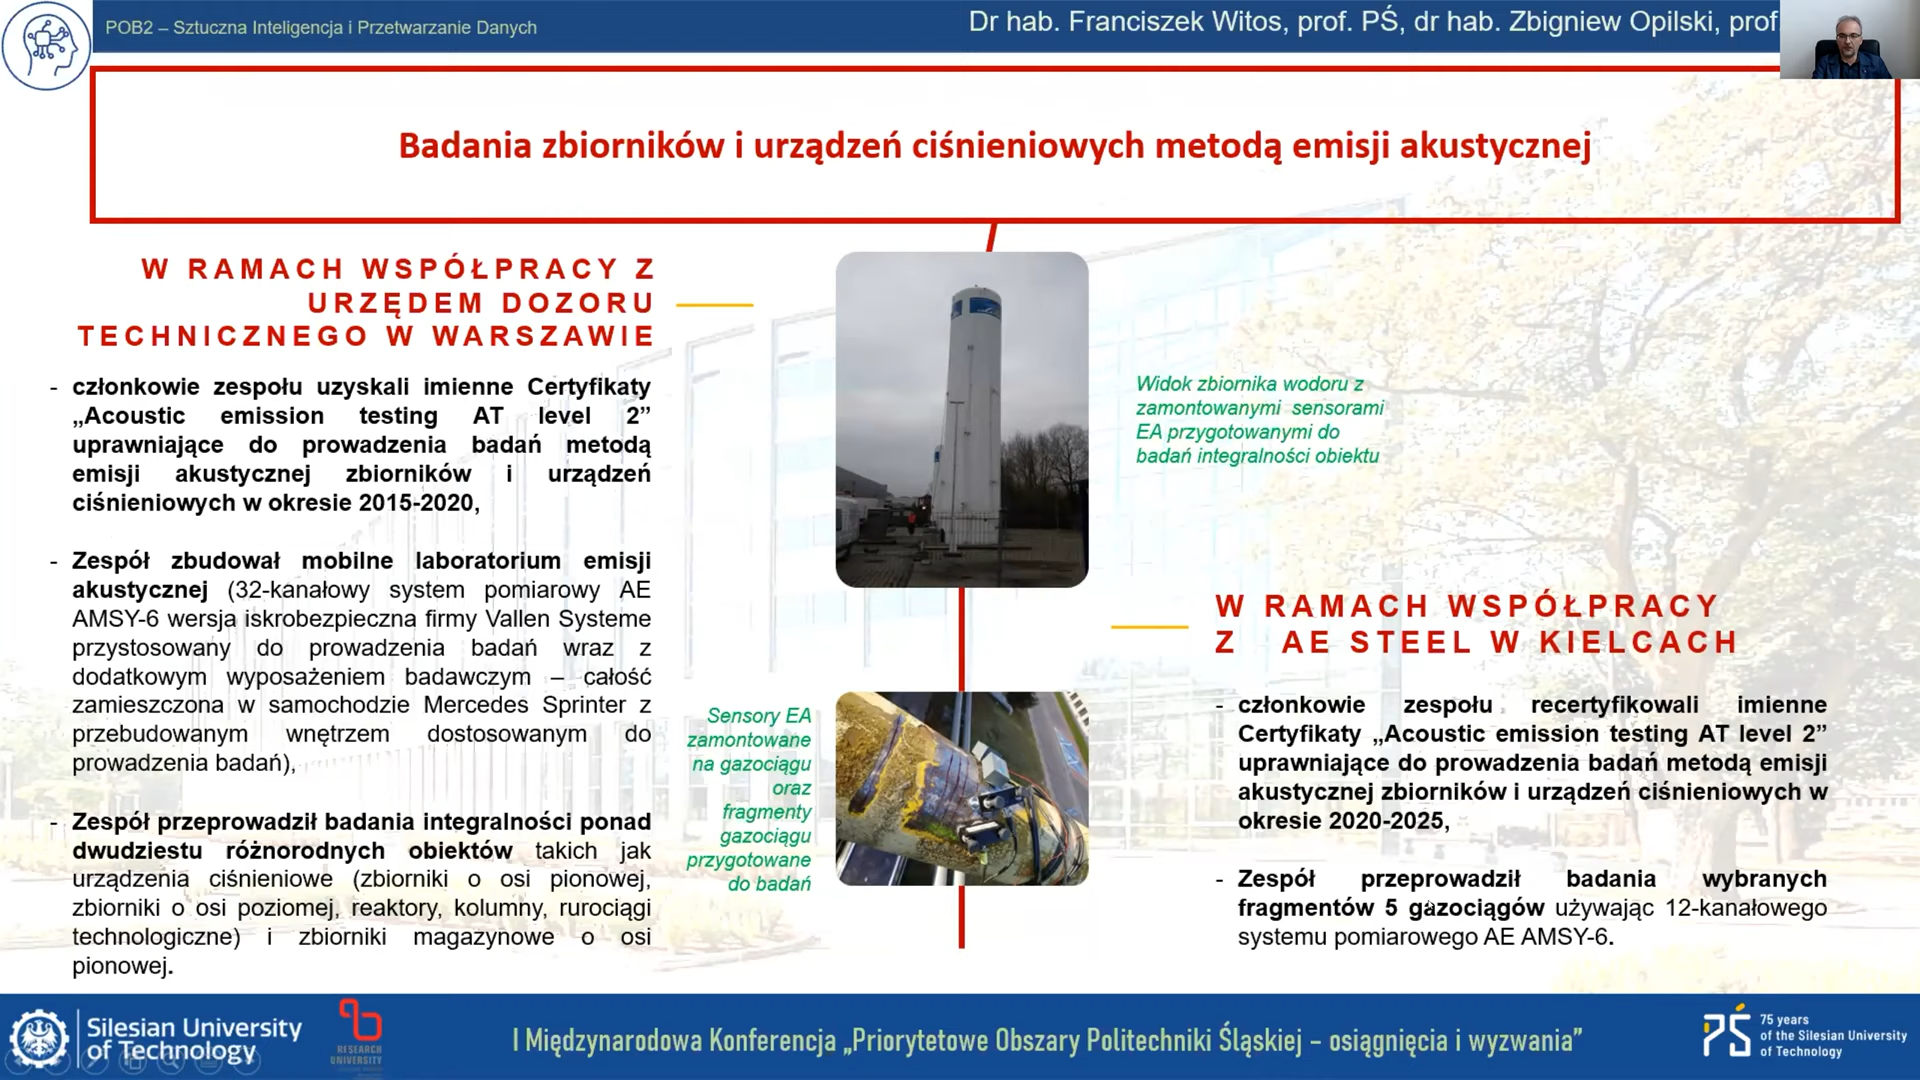 POB2 – Sztuczna Inteligencja i Przetwarzanie Danych
Dr hab. Franciszek Witos, prof. PŚ, dr hab. Zbigniew Opilski, prof.
Badania zbiorników i urządzeń ciśnieniowych metodą emisji akustycznej
W RAMACH WSPÓŁPRACY Z
URZĘDEM DOZORU
TECHNICZNEGO W WARSZAWIE
- członkowie zespołu uzyskali imienne Certyfikaty
„Acoustic emission testing AT level 2”
uprawniające do prowadzenia badań metodą
emisji akustycznej zbiorników i urządzeń
ciśnieniowych w okresie 2015-2020,
- Zespół zbudował mobilne laboratorium emisji
akustycznej (32-kanałowy system pomiarowy AE
AMSY-6 wersja iskrobezpieczna firmy Vallen Systeme
przystosowany do prowadzenia badań wraz z
dodatkowym wyposażeniem badawczym – całość
zamieszczona w samochodzie Mercedes Sprinter z
przebudowanym wnętrzem dostosowanym do
prowadzenia badań),
- Zespół przeprowadził badania integralności ponad
dwudziestu różnorodnych obiektów takich jak
urządzenia ciśnieniowe (zbiorniki o osi pionowej,
zbiorniki o osi poziomej, reaktory, kolumny, rurociągi
technologiczne) i zbiorniki magazynowe o osi
pionowej.
Widok zbiornika wodoru z
zamontowanymi sensorami
EA przygotowanymi do
badań integralności obiektu
Sensory EA
zamontowane
na gazociągu
oraz
fragmenty
gazociągu
przygotowane
do badań
W RAMACH WSPÓŁPRACY
Z AE STEEL W KIELCACH
- członkowie zespołu recertyfikowali imienne
Certyfikaty „Acoustic emission testing AT level 2”
uprawniające do prowadzenia badań metodą emisji
akustycznej zbiorników i urządzeń ciśnieniowych w
okresie 2020-2025,
- Zespół przeprowadził badania wybranych
fragmentów 5 gazociągów używając 12-kanałowego
systemu pomiarowego AE AMSY-6.
Silesian University
of Technology
RESEARCH
UNIVERSITY
I Międzynarodowa Konferencja „Priorytetowe Obszary Politechniki Śląskiej – osiągnięcia i wyzwania”
PŚ
75 years
of the Silesian University
of Technology